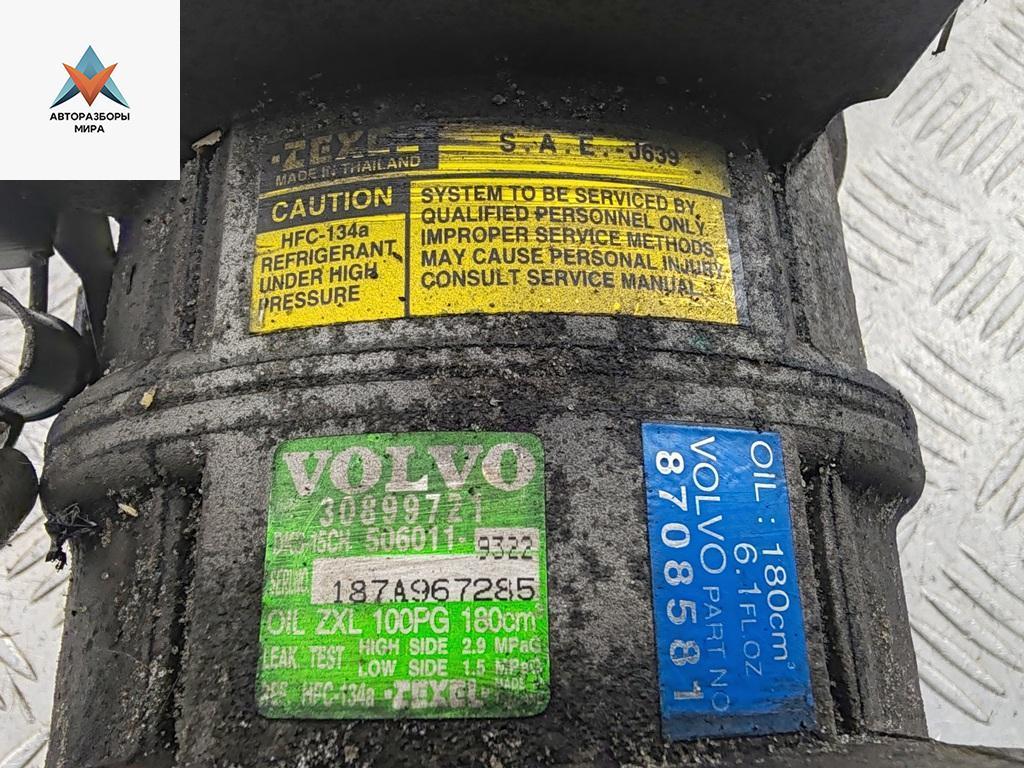 АВТОРАЗБОРЫ
МИРА
ZEXEL
MADE IN THAILAND
S.A.E.-J639
CAUTION
HFC-134a
REFRIGERANT
UNDER HIGH
PRESSURE
SYSTEM TO BE SERVICED BY
QUALIFIED PERSONNEL ONLY.
IMPROPER SERVICE METHODS
MAY CAUSE PERSONAL INJURY.
CONSULT SERVICE MANUAL.
VOLVO
30899721
506011-9322
187A967285
OIL ZXL 100PG 180cm³
LEAK TEST HIGH SIDE 2.9 MPaG
LOW SIDE 1.5 MPaG
HFC-134a ZEXEL MADE
OIL: 180cm³
6.1FL.OZ
VOLVO PART NO
8708581